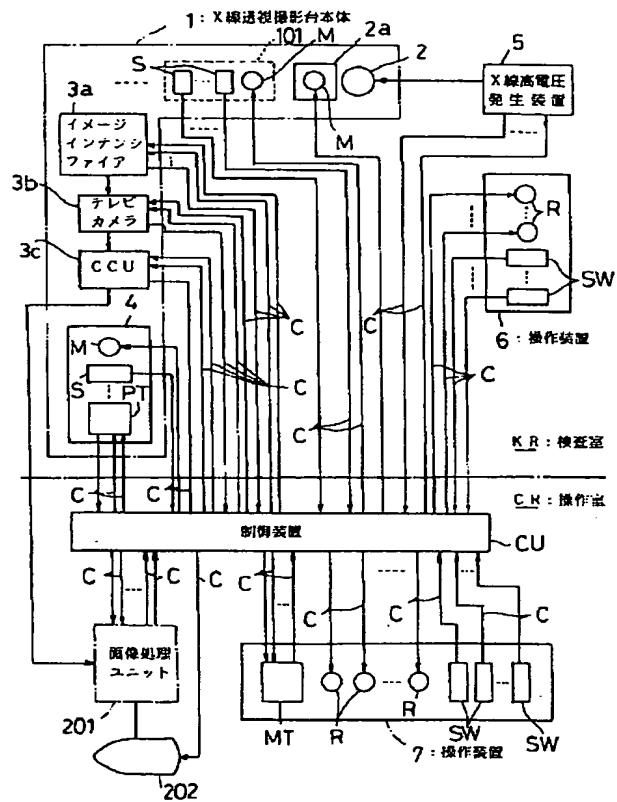 1：X線透視撮影台本体
101
M
2a
2
5
S
X線高電圧
発生装置
3a
イメージ
インテンシ
ファイア
M
3b
テレビ
カメラ
R
3c
CCU
SW
4
C
C
6：操作装置
M
C
C
S
PT
C
KR：検査室
C
C
CR：操作室
制御装置
CU
C
C
C
C
C
C
C
画像処理
ユニット
201
MT
R
R
SW
SW
7：操作装置
202